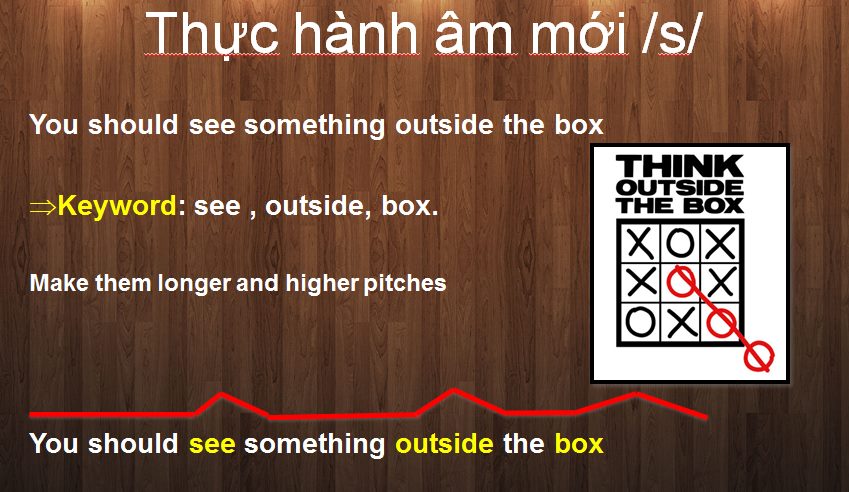 Thực hành âm mới /s/
You should see something outside the box
⇒Keyword: see , outside, box.
Make them longer and higher pitches
THINK
OUTSIDE
THE BOX
X O X
X O X
O X O
O
You should see something outside the box